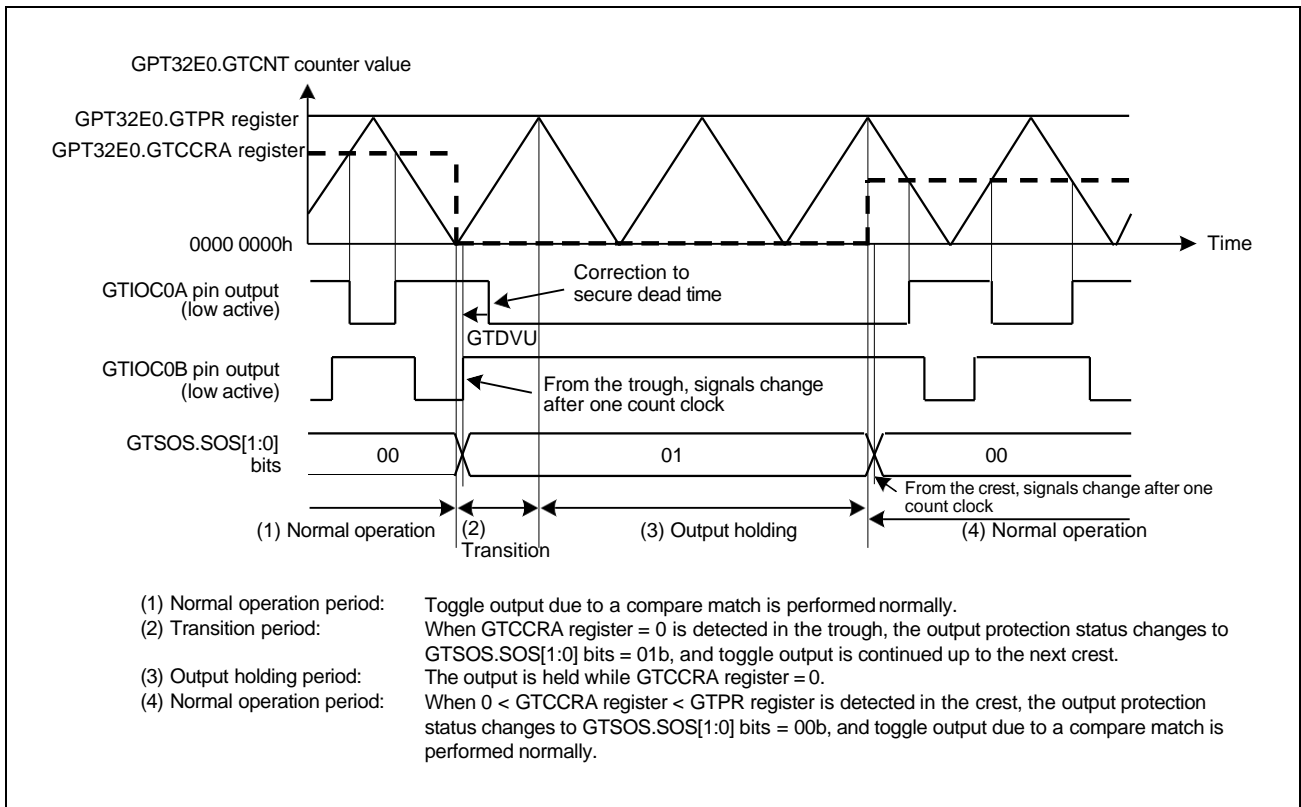 GPT32E0.GTCNT counter value
GPT32E0.GTPR register
GPT32E0.GTCCRA register
0000 0000h
Time
GTIOC0A pin output
(low active)
Correction to
secure dead time
GTDVU
GTIOC0B pin output
(low active)
From the trough, signals change
after one count clock
GTSOS.SOS[1:0]
bits
00
01
00
From the crest, signals change after one
count clock
(1) Normal operation
(2)
Transition
(3) Output holding
(4) Normal operation
(1) Normal operation period: Toggle output due to a compare match is performed normally.
(2) Transition period: When GTCCRA register = 0 is detected in the trough, the output protection status changes to
GTSOS.SOS[1:0] bits = 01b, and toggle output is continued up to the next crest.
(3) Output holding period: The output is held while GTCCRA register = 0.
(4) Normal operation period: When 0 < GTCCRA register < GTPR register is detected in the crest, the output protection
status changes to GTSOS.SOS[1:0] bits = 00b, and toggle output due to a compare match is
performed normally.